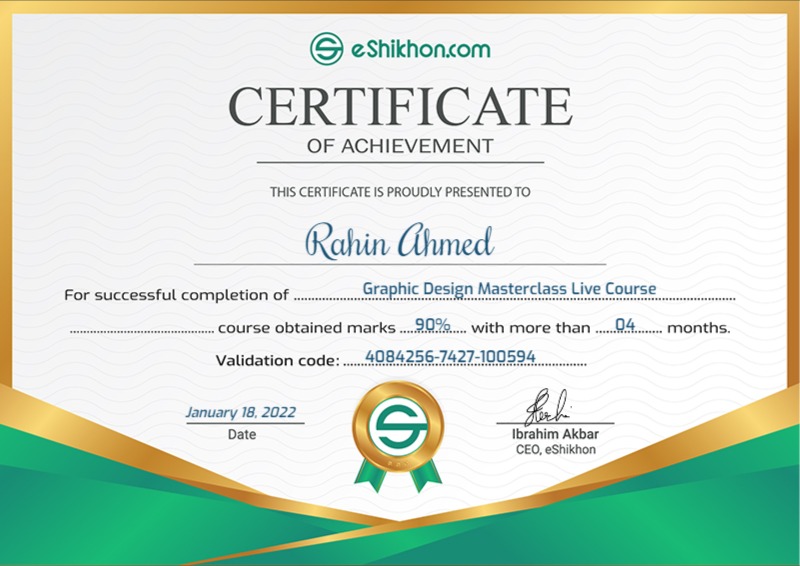 eShikhon.com
CERTIFICATE
OF ACHIEVEMENT
THIS CERTIFICATE IS PROUDLY PRESENTED TO
Rahin Ahmed
For successful completion of Graphic Design Masterclass Live Course
course obtained marks 90% with more than 04 months.
Validation code: 4084256-7427-100594
January 18, 2022
Date
Ibrahim Akbar
CEO, eShikhon